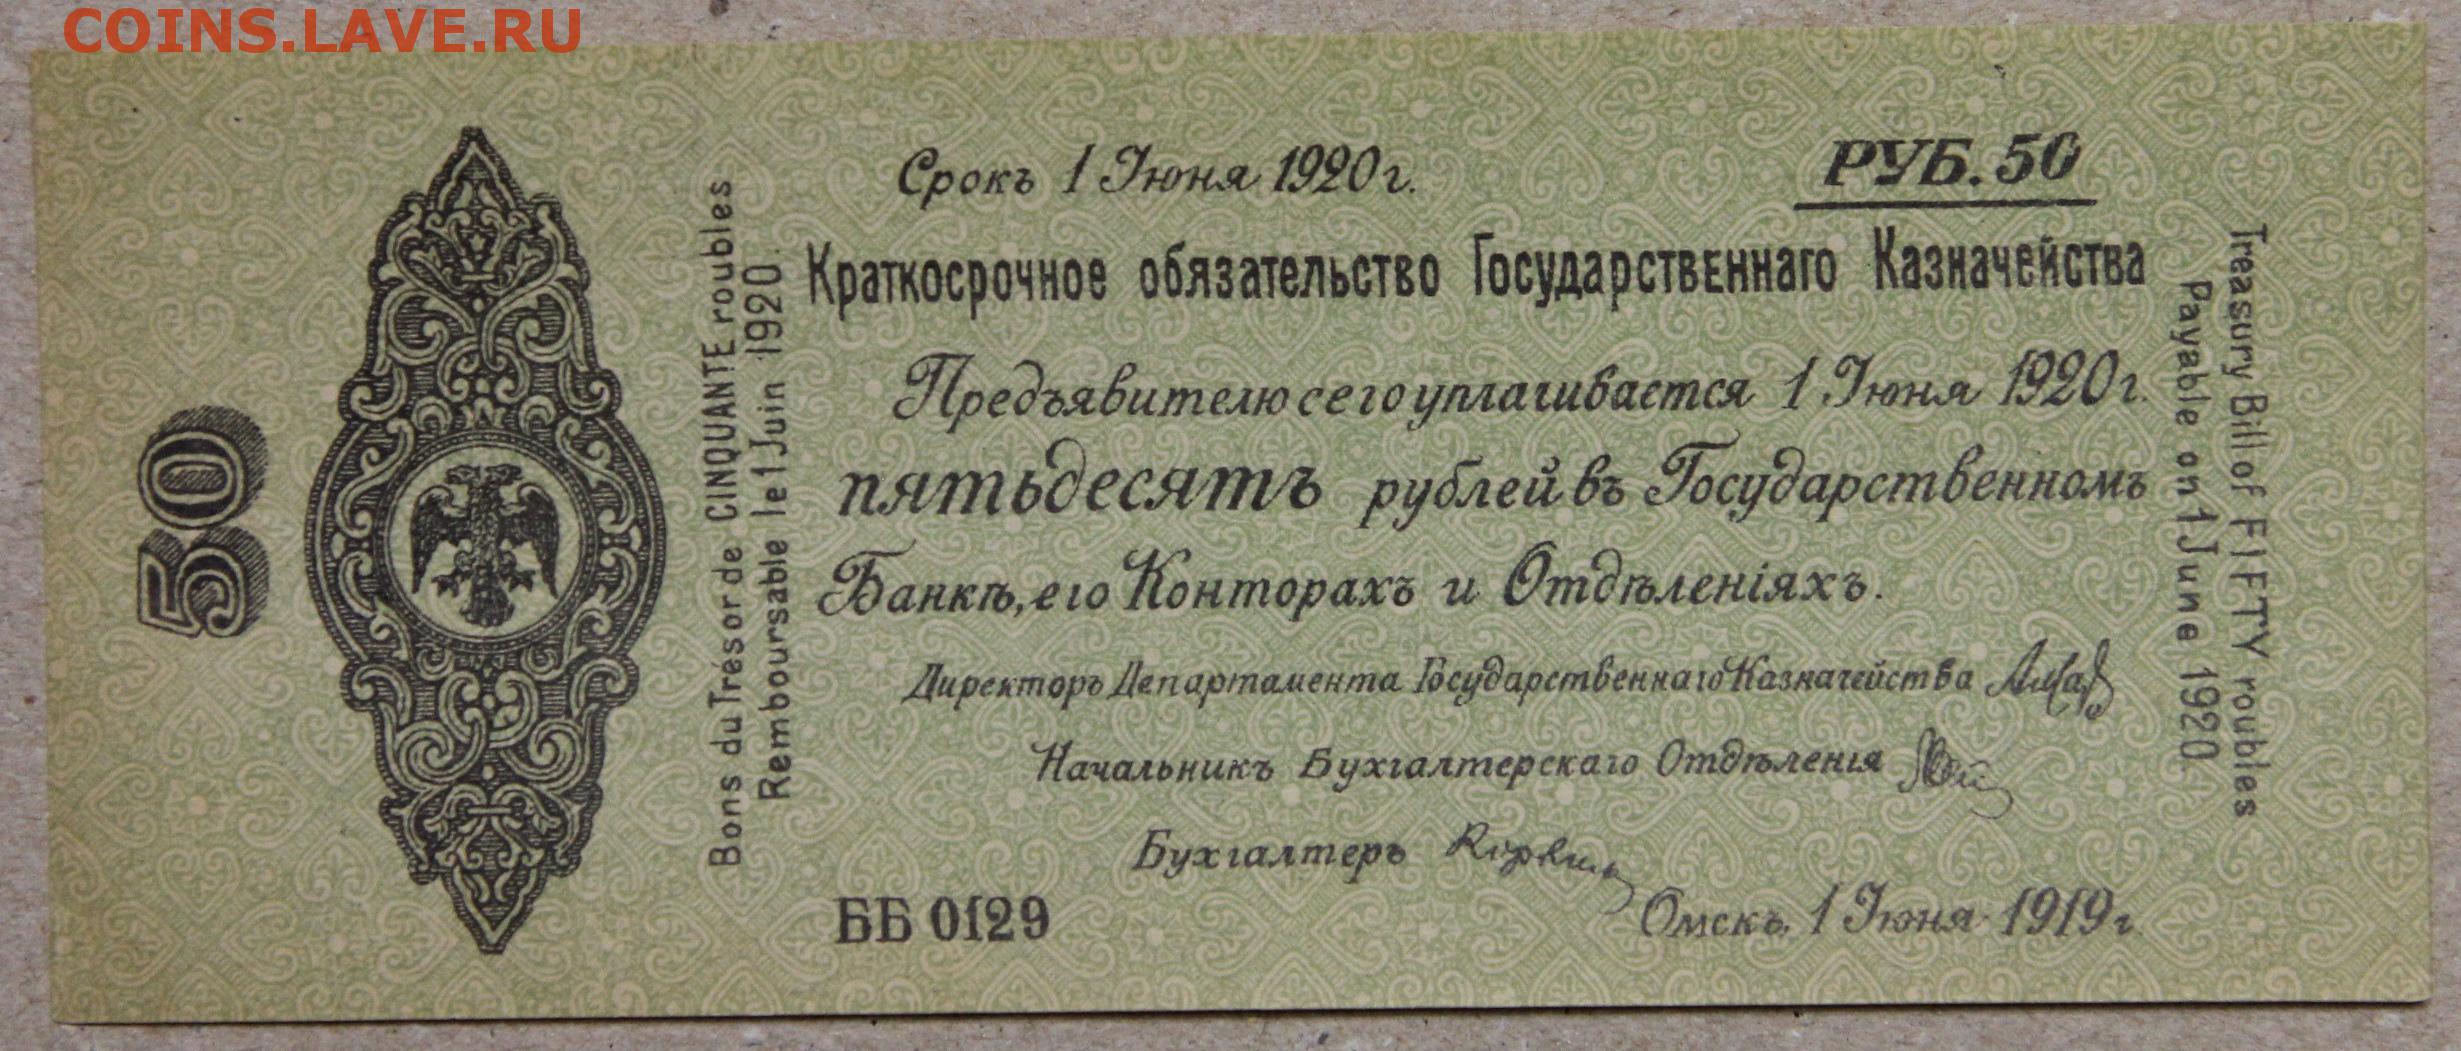 COINS.LAVE.RU
50
Bons du Trésor de CINQUANTE roubles
Remboursable le 1 Juin 1920.
Срокъ 1 Іюня 1920 г.
РУБ. 50
Краткосрочное обязательство Государственнаго Казначейства
Предъявителю сего уплачивается 1 Іюня 1920 г.
пятьдесятъ рублей въ Государственномъ
Банкѣ, его Конторахъ и Отдѣленіяхъ.
Директоръ Департамента Государственнаго Казначейства
Начальникъ Бухгалтерскаго Отдѣленія
Бухгалтеръ
ББ 0129
Омскъ, 1 Іюня 1919 г.
Treasury Bill of FIFTY roubles
Payable on 1 June 1920.